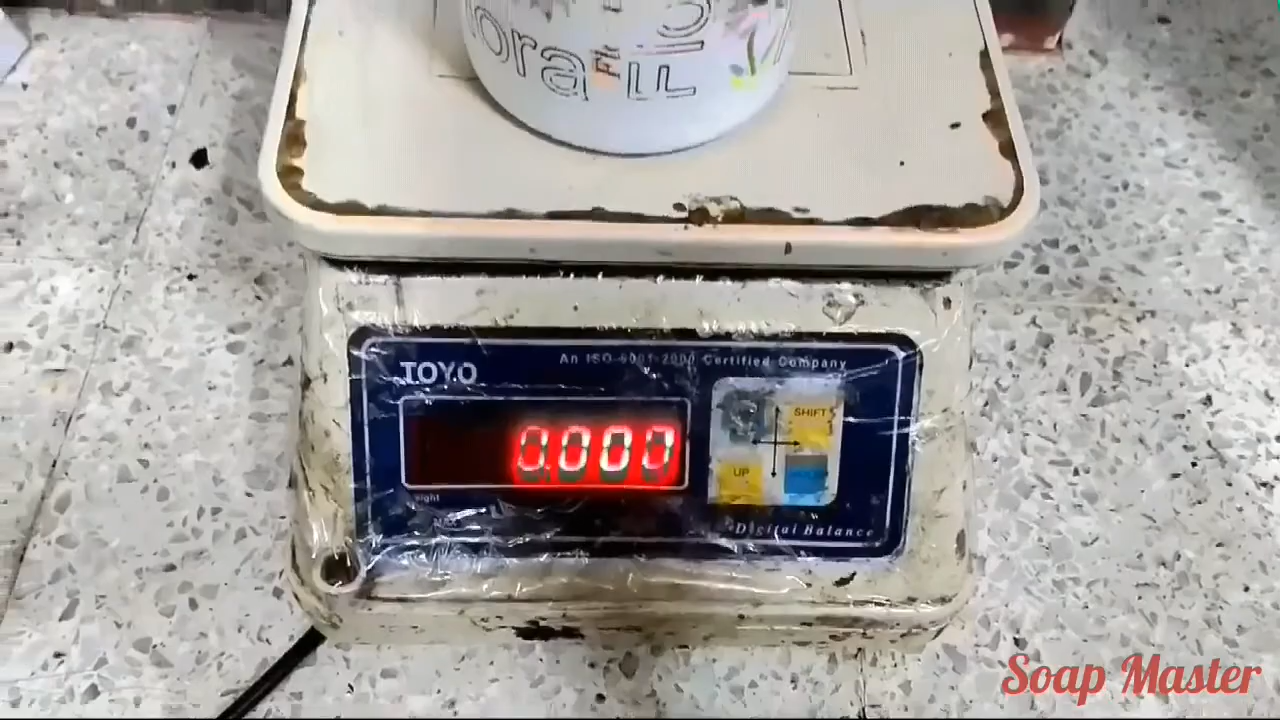 TOYO
An ISO 9001-2000 Certified Company
0.000
SHIFT
UP
Digital Balance
Soap Master